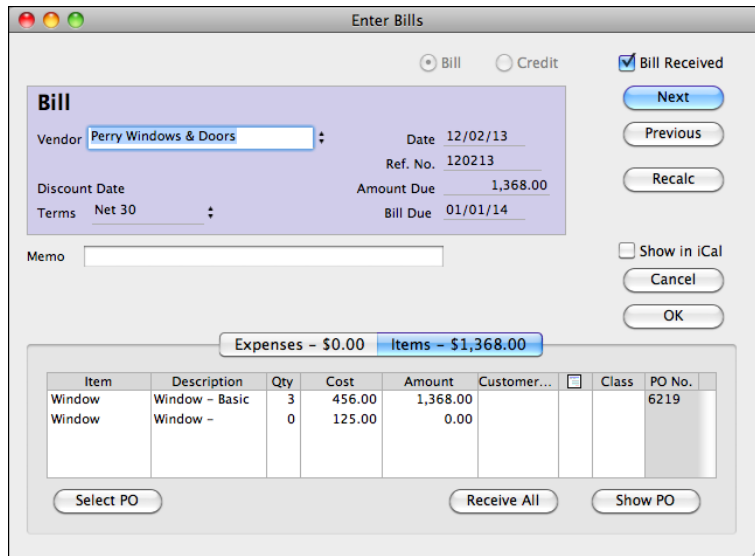 Enter Bills
Bill Credit Bill Received
Bill
Next
Vendor Perry Windows & Doors Date 12/02/13
Previous
Ref. No. 120213
Discount Date Amount Due 1,368.00
Recalc
Terms Net 30 Bill Due 01/01/14
Memo
Show in iCal
Cancel
OK
Expenses – $0.00 Items – $1,368.00
Item Description Qty Cost Amount Customer... Class PO No.
Window Window – Basic 3 456.00 1,368.00 6219
Window Window – 0 125.00 0.00
Select PO Receive All Show PO